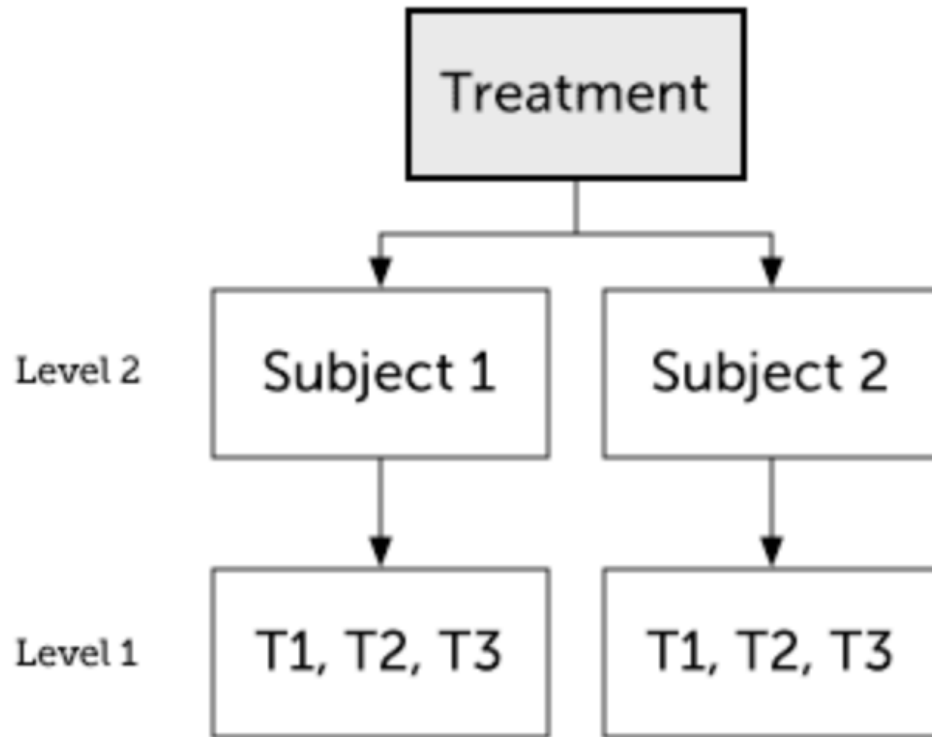 Treatment
Level 2
Subject 1
Subject 2
Level 1
T1, T2, T3
T1, T2, T3